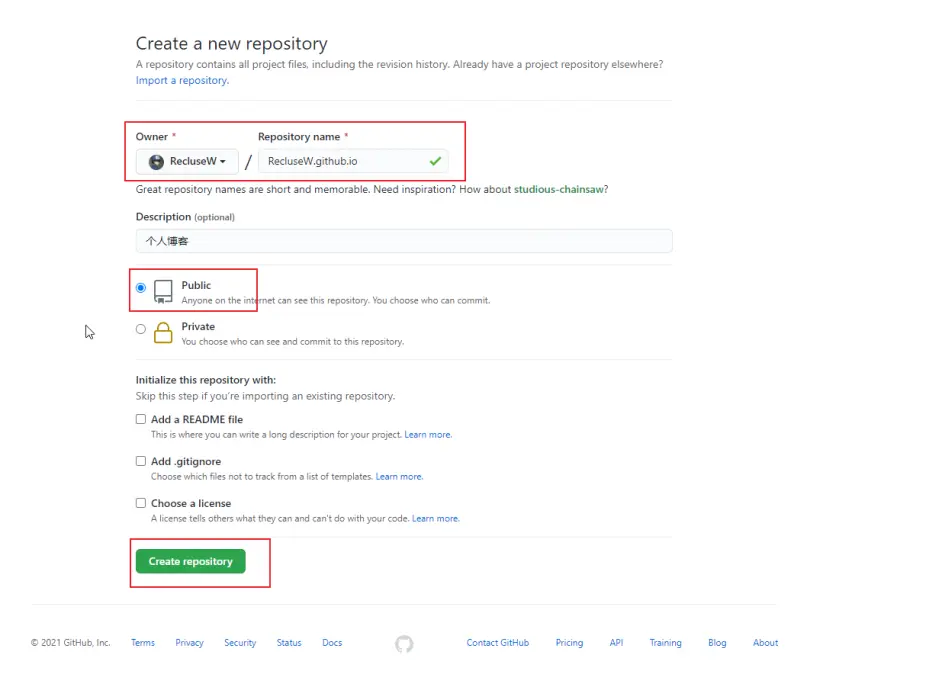 Create a new repository
A repository contains all project files, including the revision history. Already have a project repository elsewhere?
Import a repository.
Owner * Repository name *
RecluseW / RecluseW.github.io
Great repository names are short and memorable. Need inspiration? How about studious-chainsaw?
Description (optional)
个人博客
Public
Anyone on the internet can see this repository. You choose who can commit.
Private
You choose who can see and commit to this repository.
Initialize this repository with:
Skip this step if you're importing an existing repository.
Add a README file
This is where you can write a long description for your project. Learn more.
Add .gitignore
Choose which files not to track from a list of templates. Learn more.
Choose a license
A license tells others what they can and can't do with your code. Learn more.
Create repository
© 2021 GitHub, Inc. Terms Privacy Security Status Docs Contact GitHub Pricing API Training Blog About